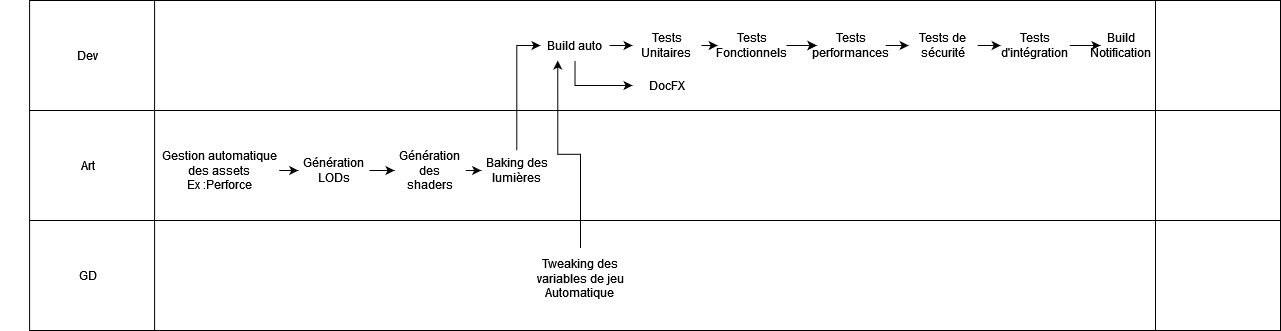 Dev
Build auto
Tests
Unitaires
Tests
Fonctionnels
Tests
performances
Tests de
sécurité
Tests
d'intégration
Build
Notification
DocFX
Art
Gestion automatique
des assets
Ex :Perforce
Génération
LODs
Génération
des
shaders
Baking des
lumières
GD
Tweaking des
variables de jeu
Automatique